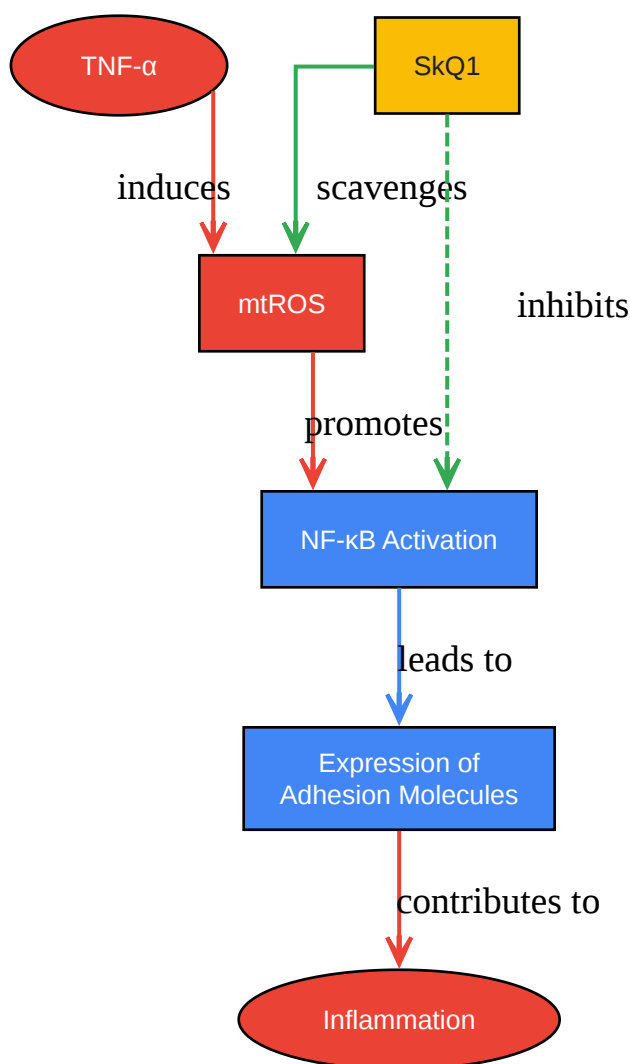 TNF-α
SkQ1
induces
scavenges
mtROS
inhibits
promotes
NF-κB Activation
leads to
Expression of
Adhesion Molecules
contributes to
Inflammation